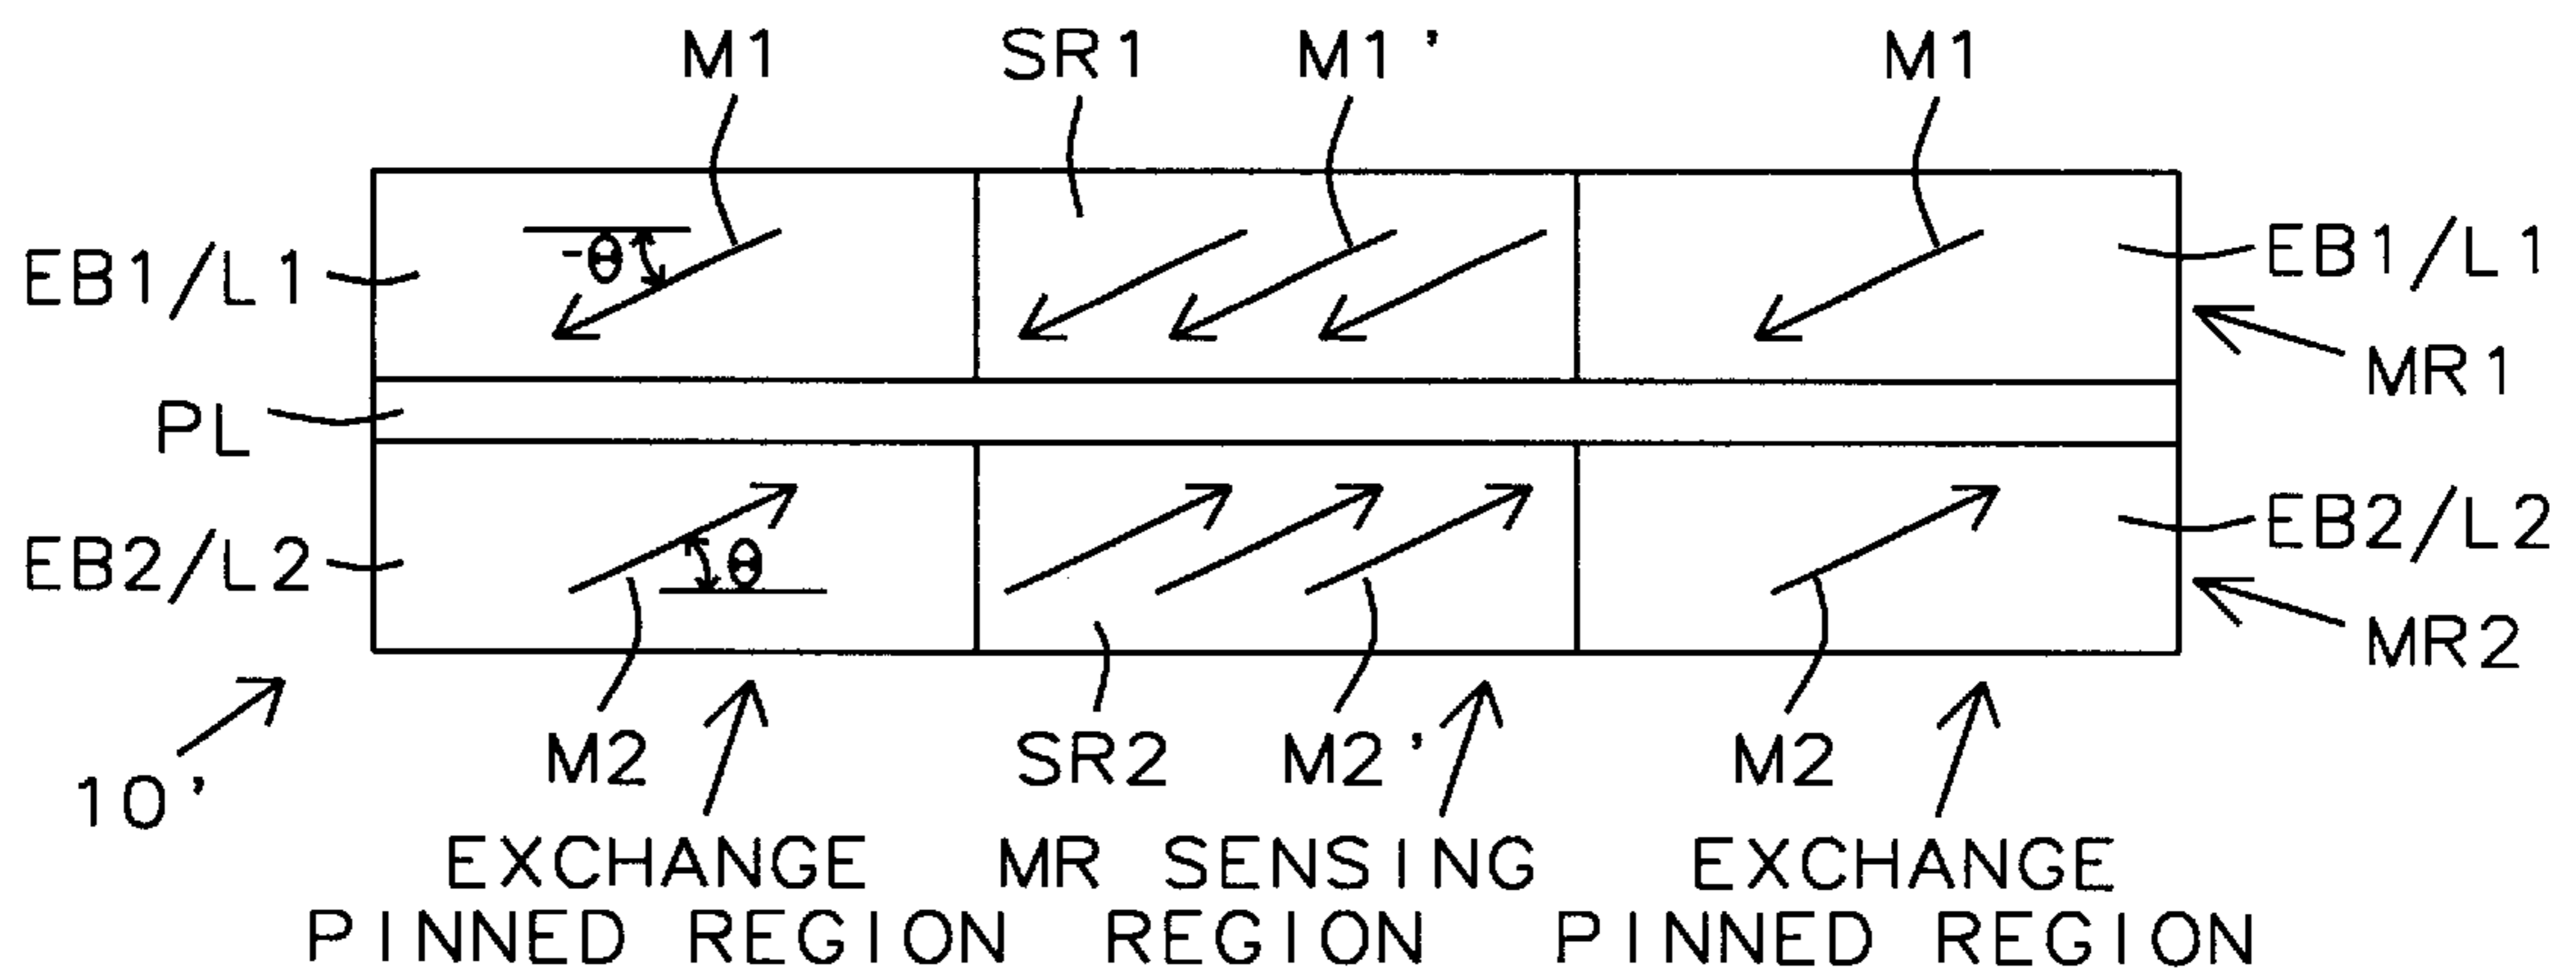 M1 SR1 M1' M1
-θ
EB1/L1 EB1/L1
MR1
PL
EB2/L2 θ EB2/L2
MR2
M2 SR2 M2' M2
10'
EXCHANGE MR SENSING EXCHANGE
PINNED REGION REGION PINNED REGION